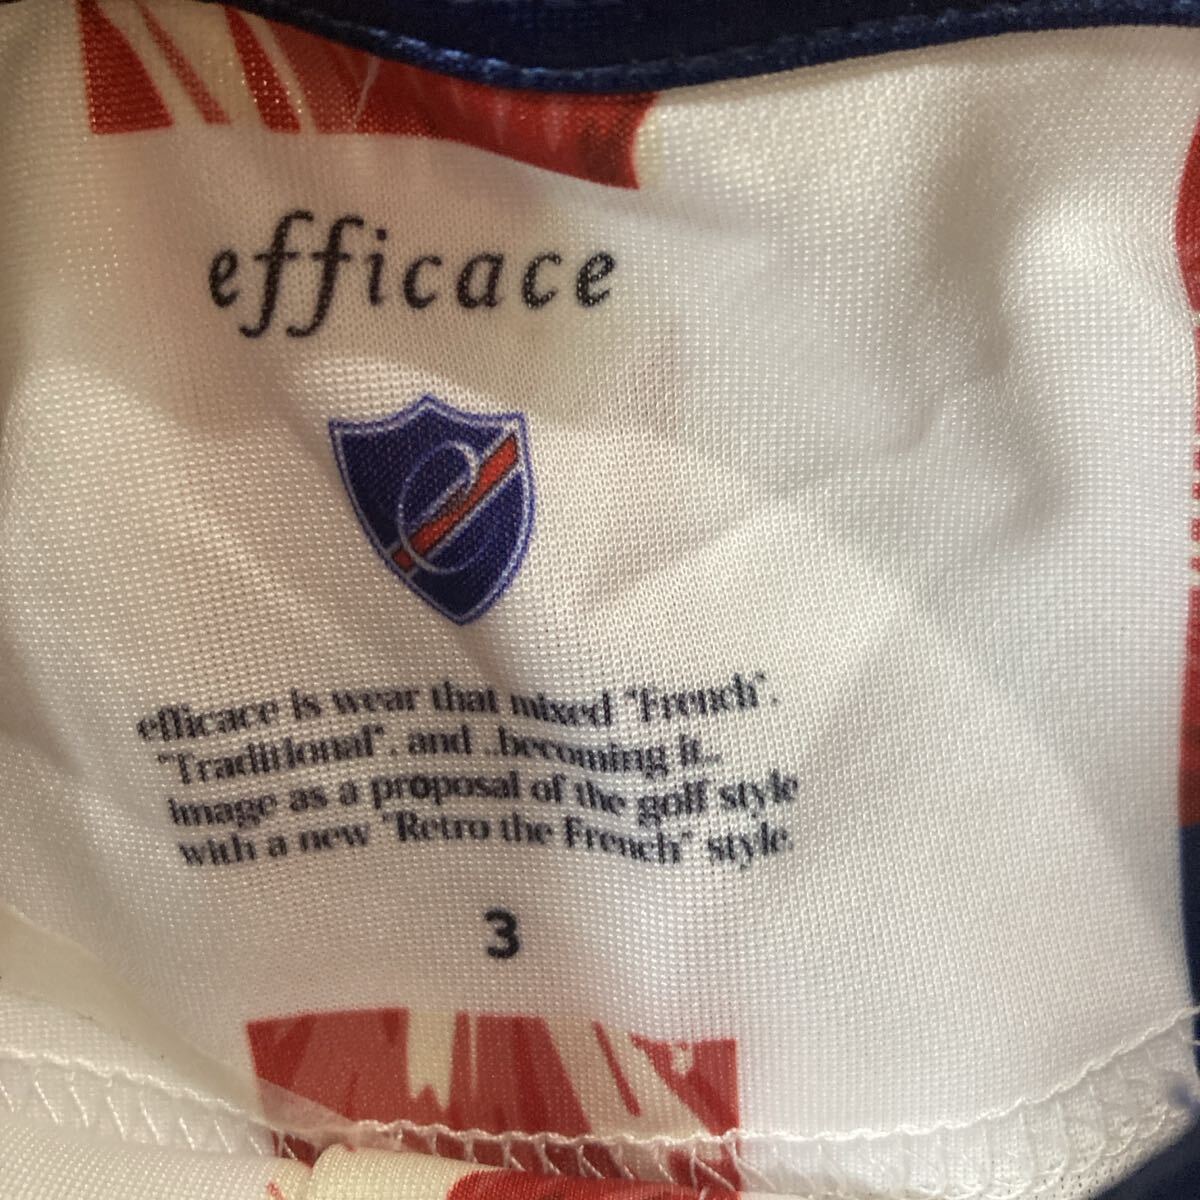 efficace
efficace is wear that mixed "French".
"Traditional". and ..becoming it..
Image as a proposal of the golf style
with a new "Retro the French" style.
3